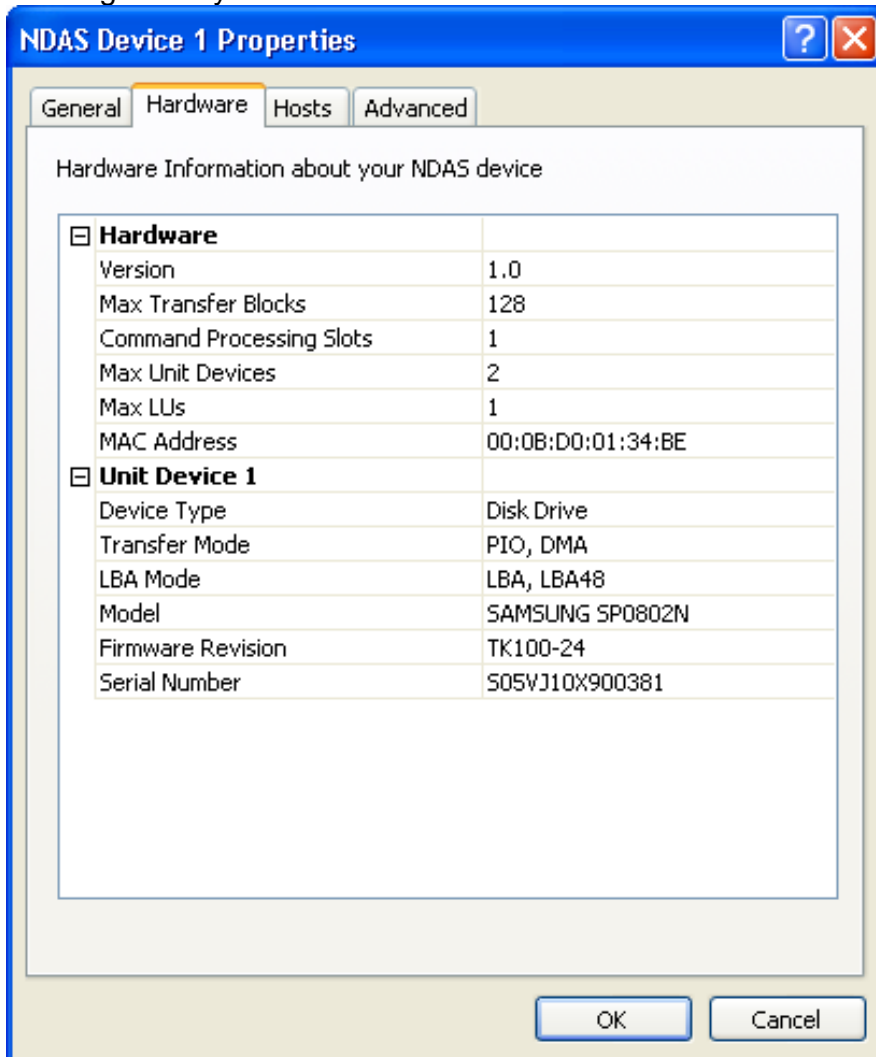 NDAS Device 1 Properties
General Hardware Hosts Advanced
Hardware Information about your NDAS device
Hardware
Version 1.0
Max Transfer Blocks 128
Command Processing Slots 1
Max Unit Devices 2
Max LUs 1
MAC Address 00:0B:D0:01:34:BE
Unit Device 1
Device Type Disk Drive
Transfer Mode PIO, DMA
LBA Mode LBA, LBA48
Model SAMSUNG SP0802N
Firmware Revision TK100-24
Serial Number S05VJ10X900381
OK Cancel